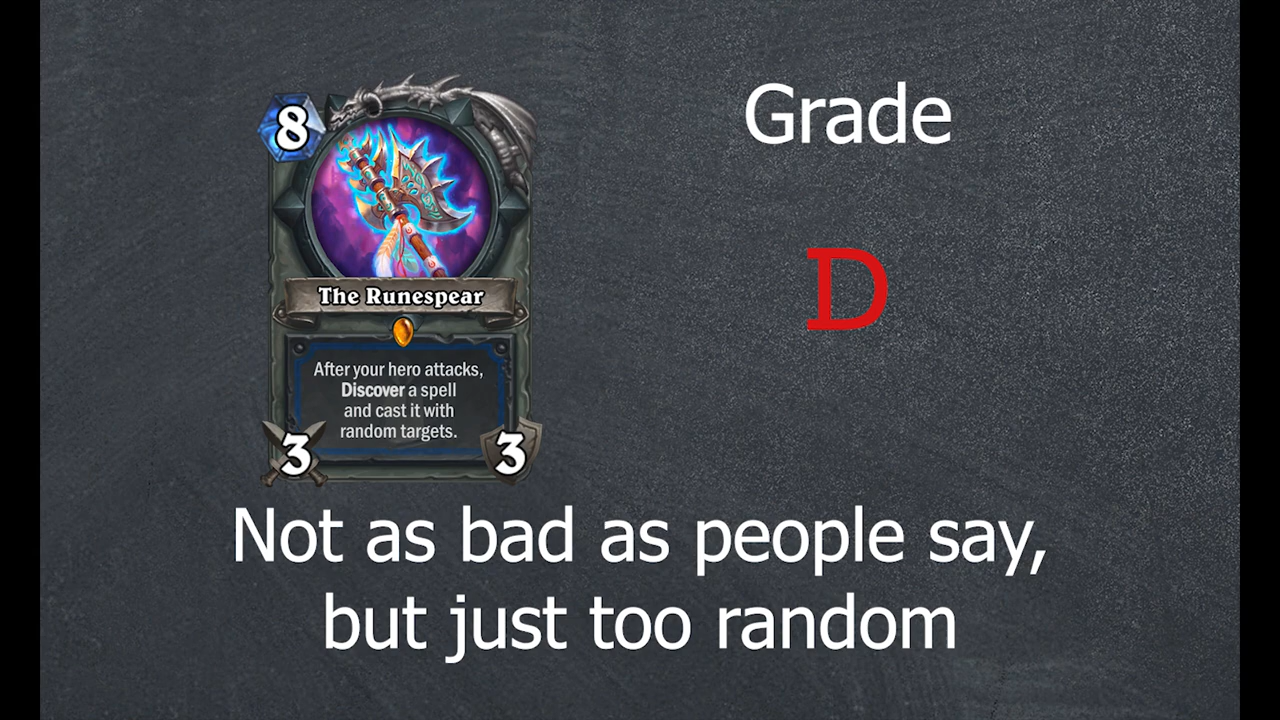 Grade
8
D
The Runespear
After your hero attacks,
Discover a spell
and cast it with
random targets.
3
3
Not as bad as people say,
but just too random